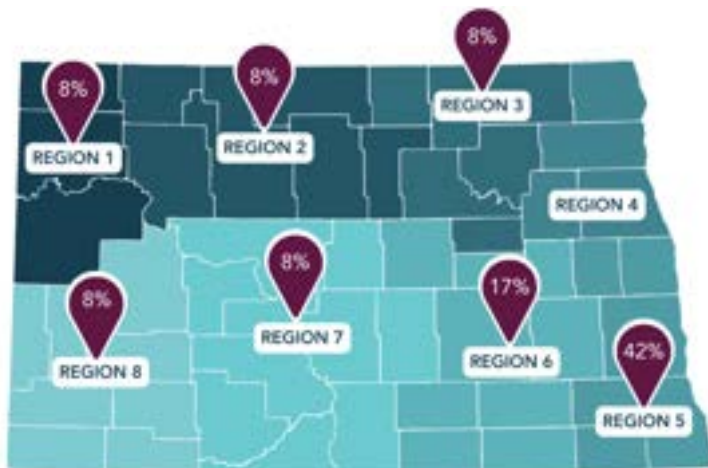 8%
REGION 3
8%
REGION 2
8%
REGION 1
REGION 4
8%
REGION 7
17%
REGION 6
8%
REGION 8
42%
REGION 5